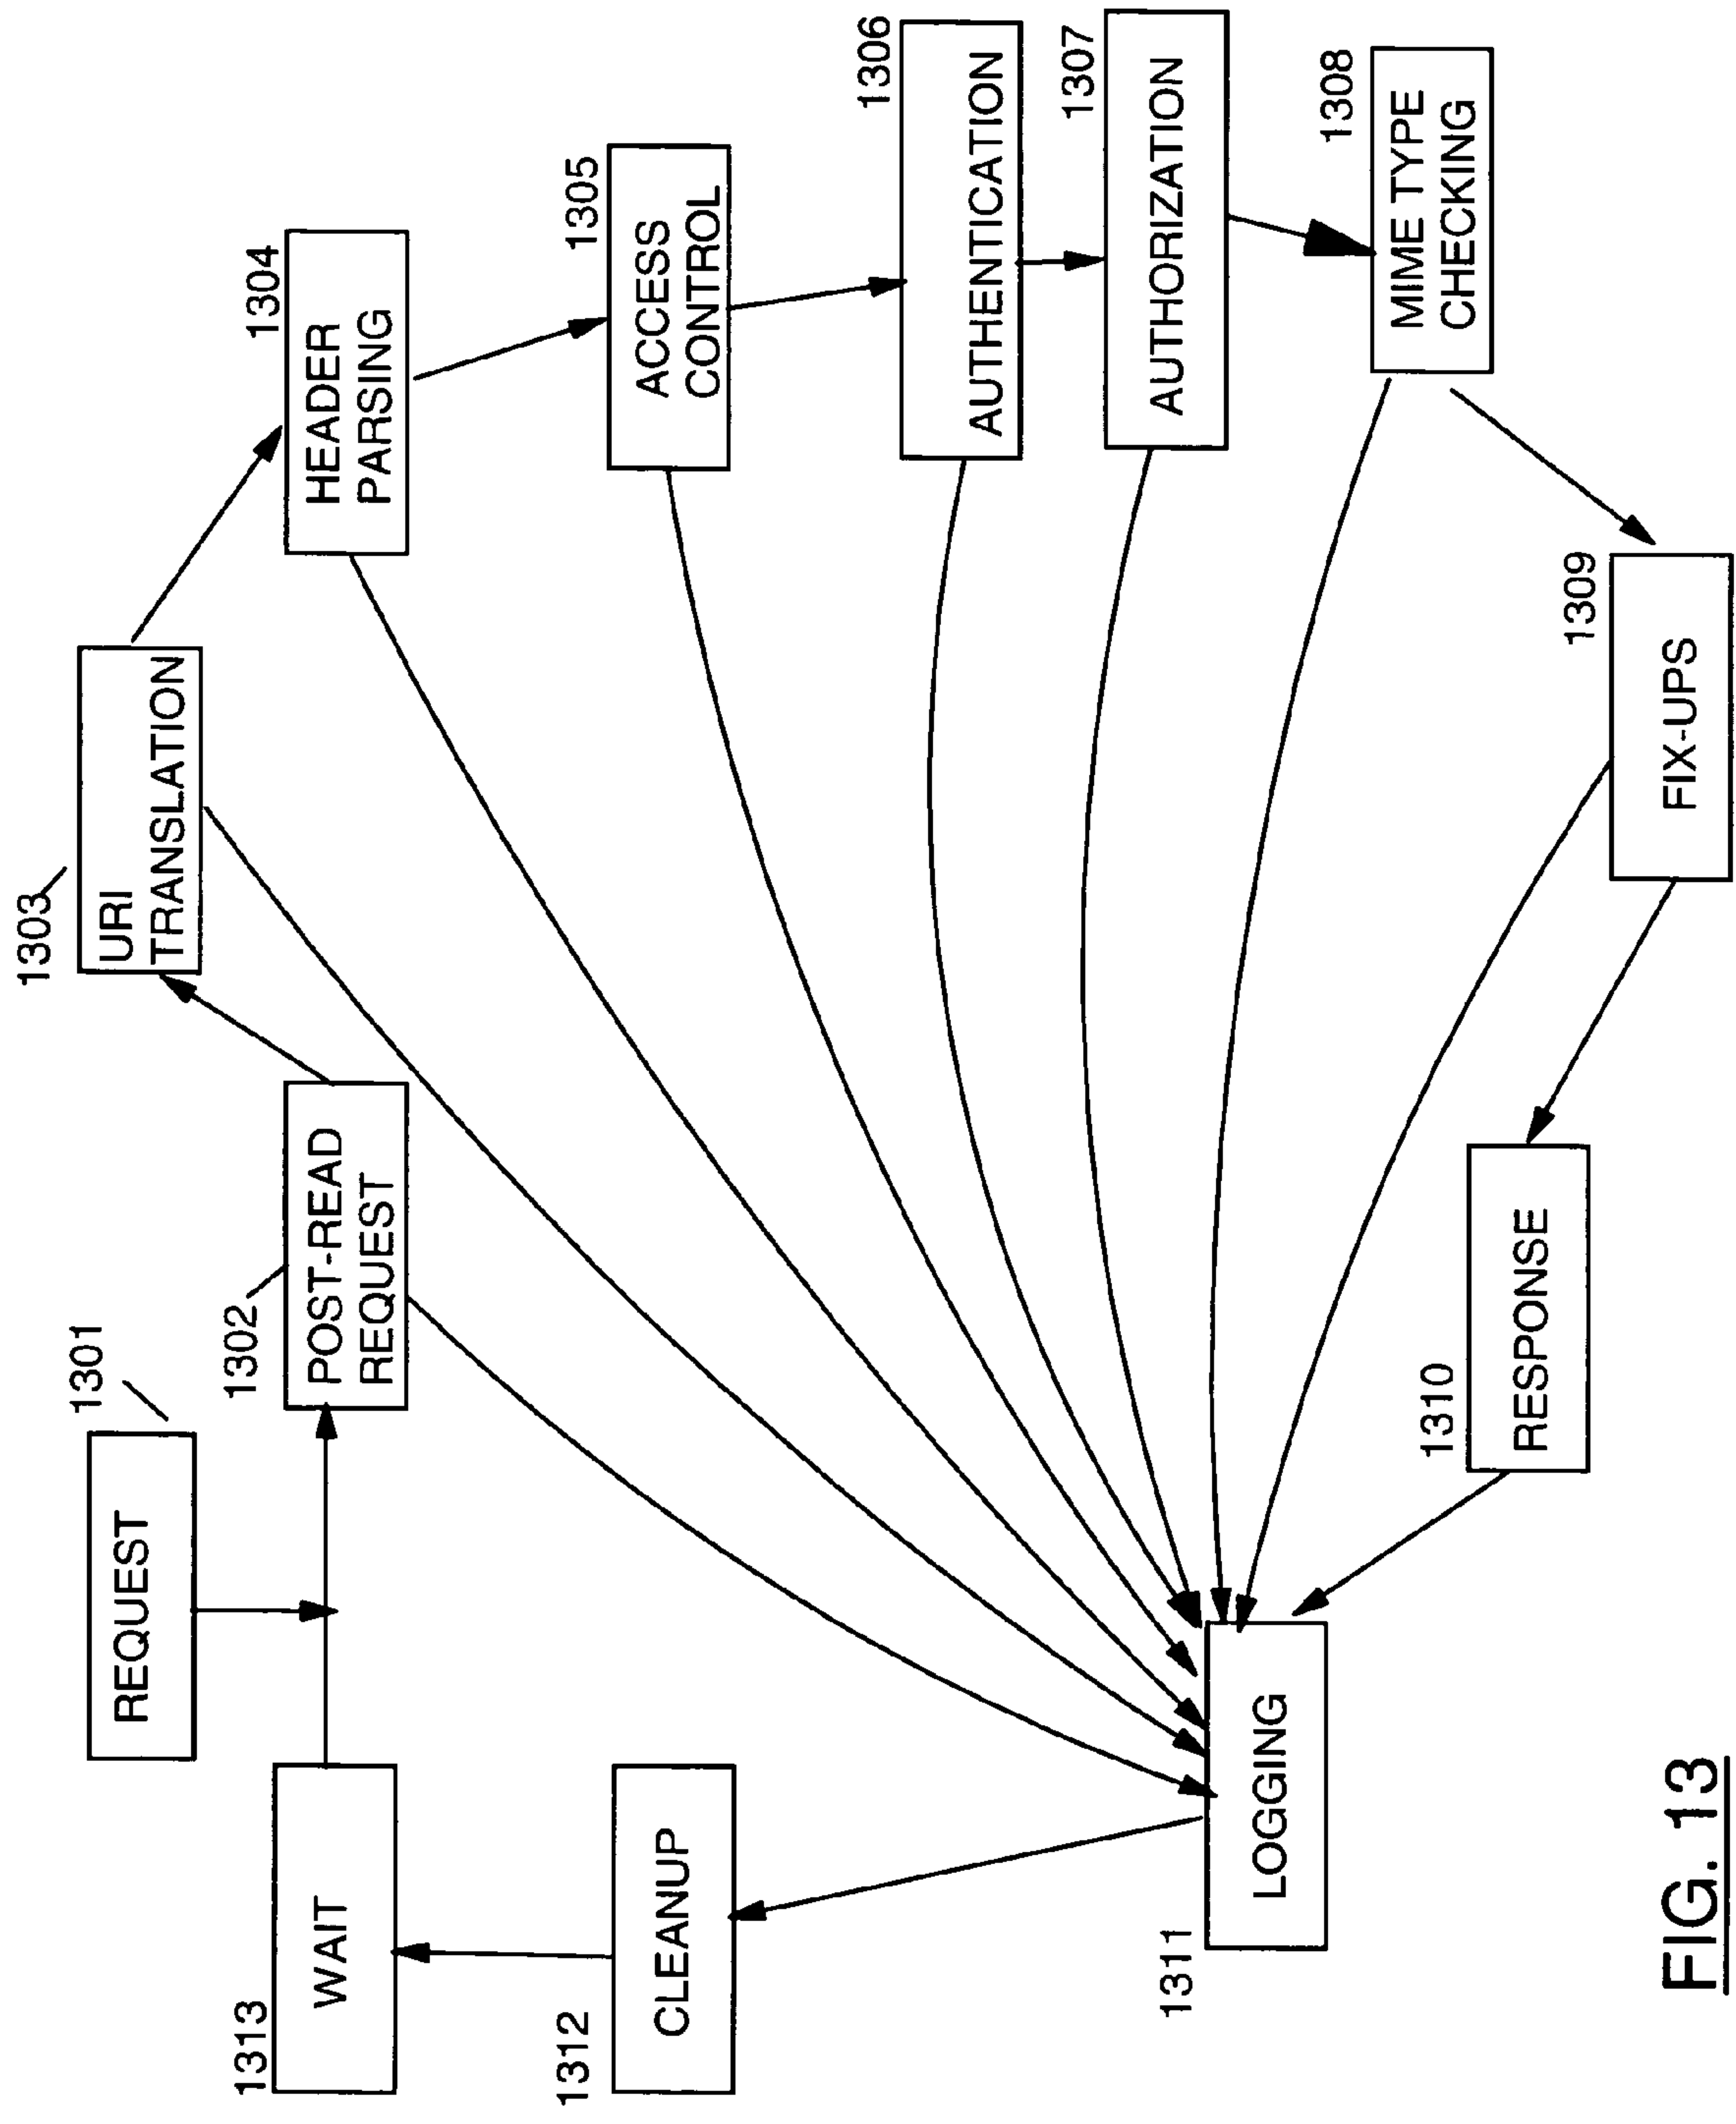 1301
REQUEST
1302
POST-READ
REQUEST
1303
URI
TRANSLATION
1304
HEADER
PARSING
1305
ACCESS
CONTROL
1306
AUTHENTICATION
1307
AUTHORIZATION
1308
MIME TYPE
CHECKING
1309
FIX-UPS
1310
RESPONSE
1311
LOGGING
1312
CLEANUP
1313
WAIT
FIG. 13